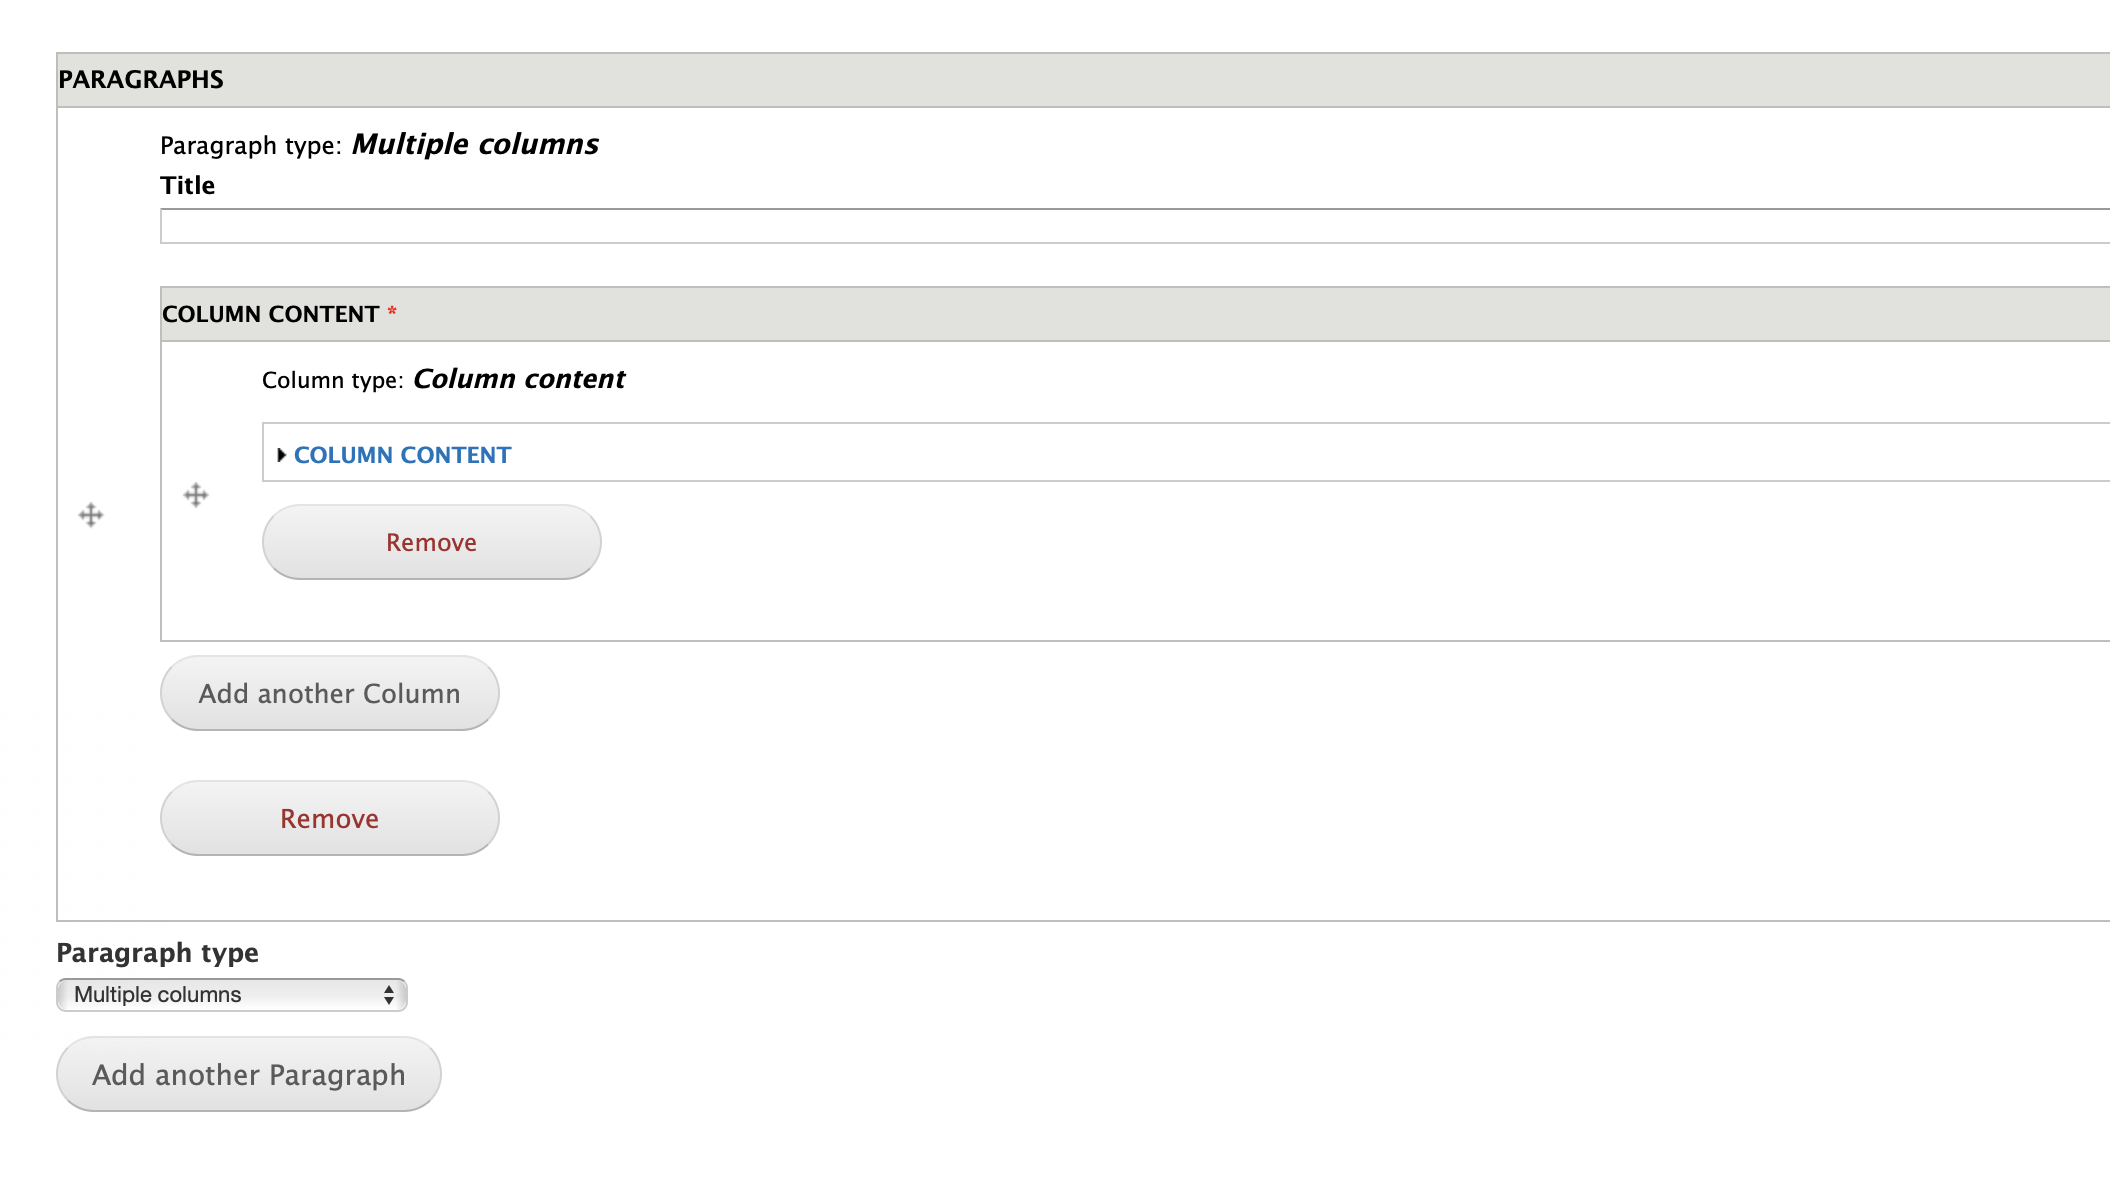 PARAGRAPHS
Paragraph type: Multiple columns
Title
COLUMN CONTENT *
Column type: Column content
COLUMN CONTENT
Remove
Add another Column
Remove
Paragraph type
Multiple columns
Add another Paragraph